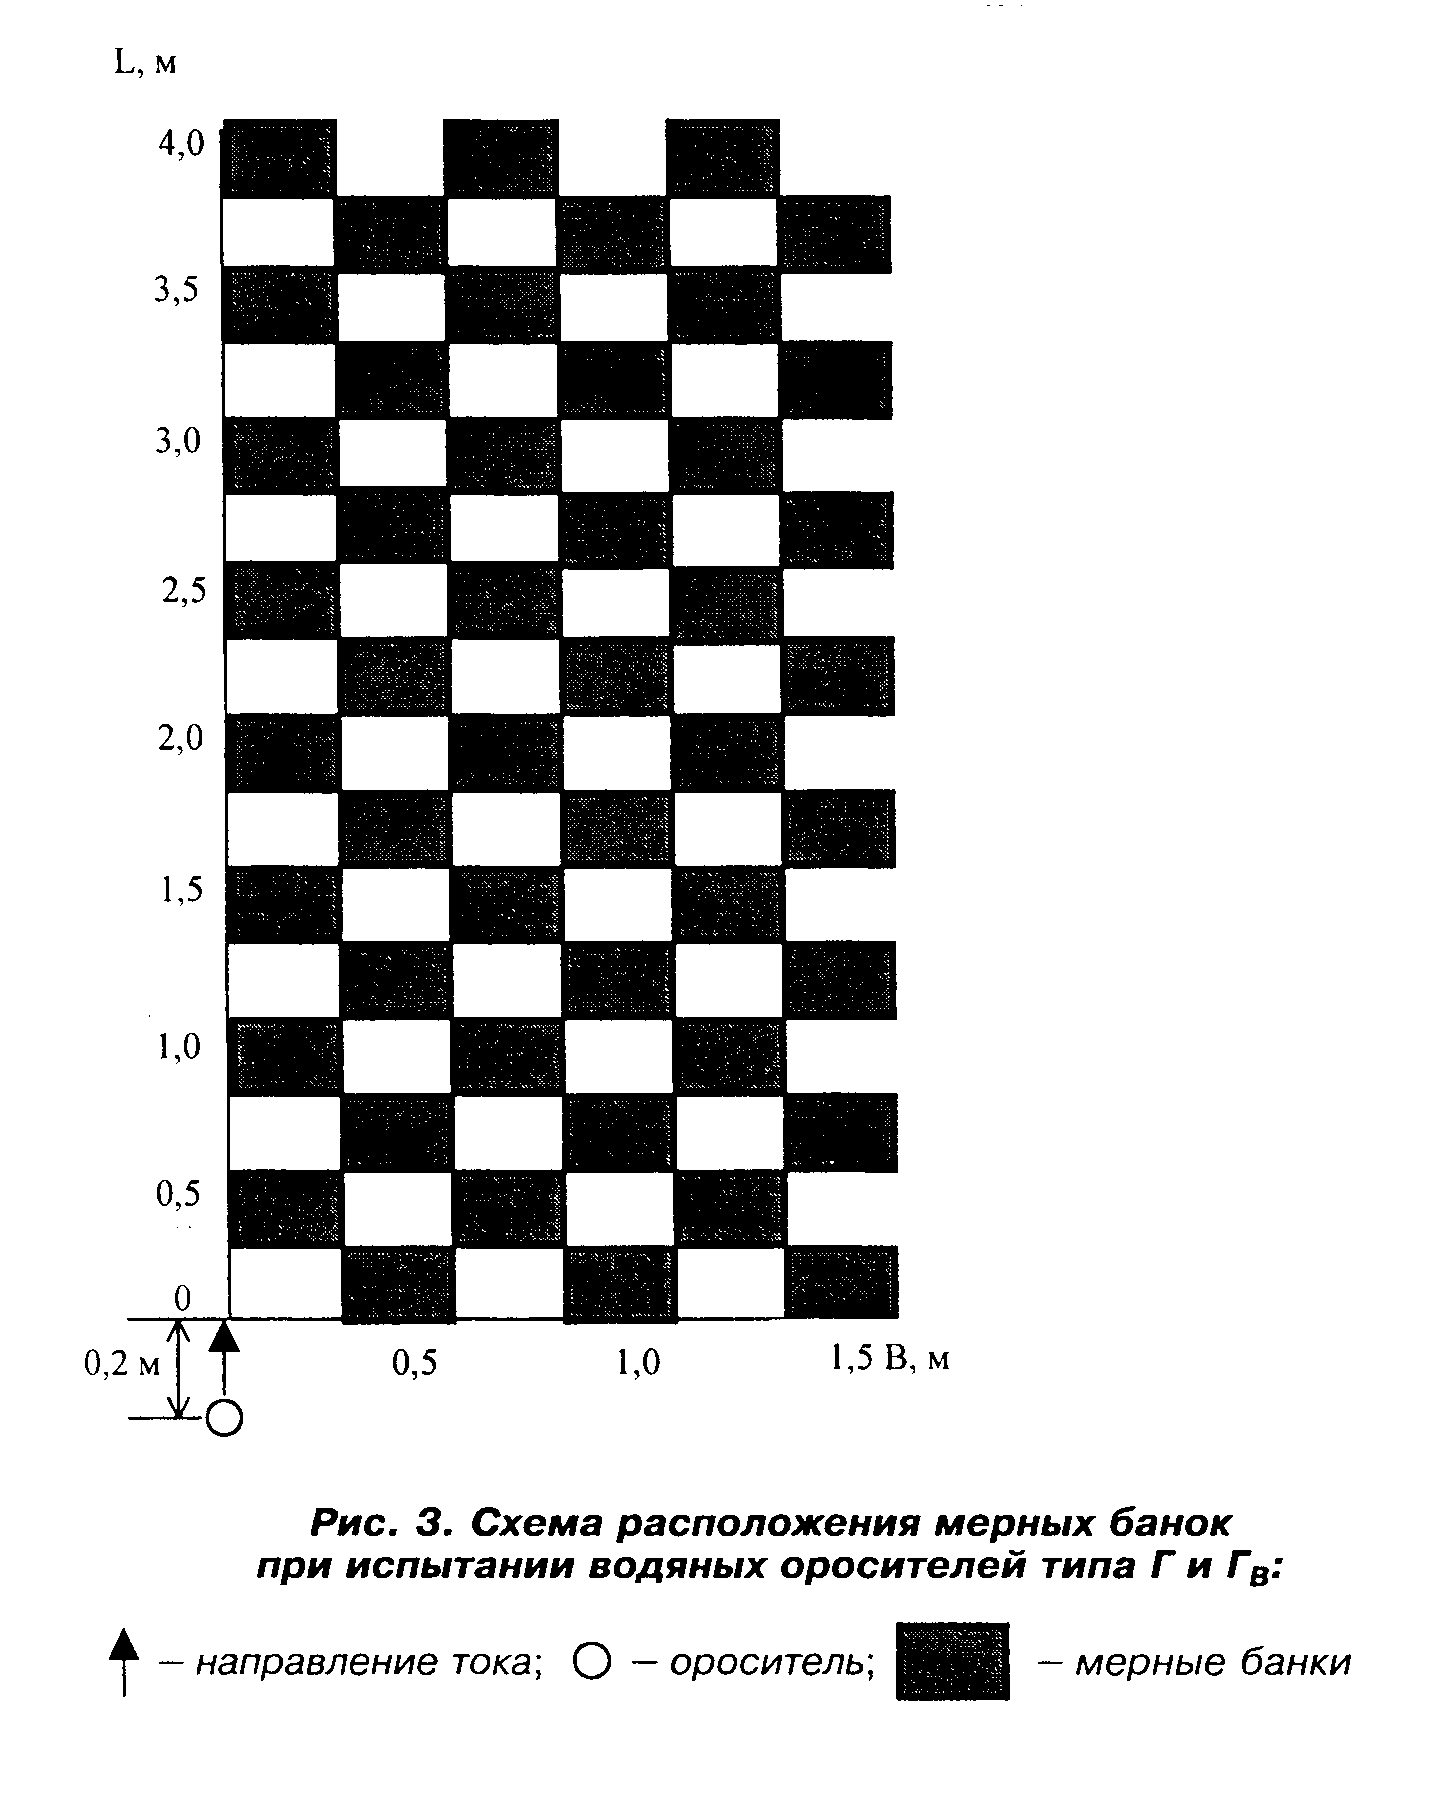 L, м
4,0
3,5
3,0
2,5
2,0
1,5
1,0
0,5
0
0,2 м
0,5 1,0 1,5 В, м
Рис. 3. Схема расположения мерных банок
при испытании водяных оросителей типа Г и Гв:
– направление тока; – ороситель; – мерные банки